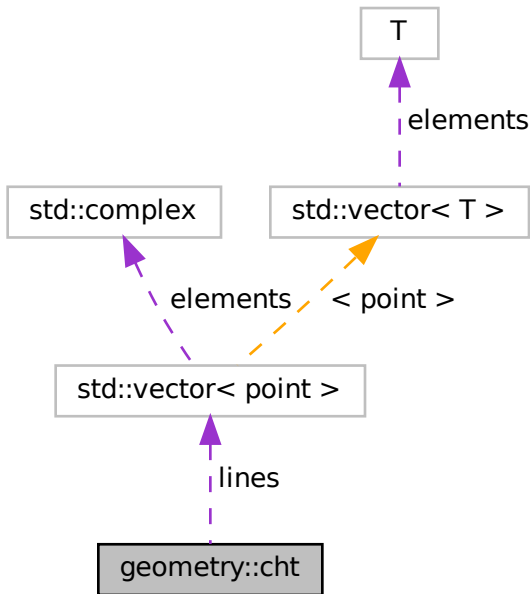 T
elements
std::complex
std::vector< T >
elements
< point >
std::vector< point >
lines
geometry::cht